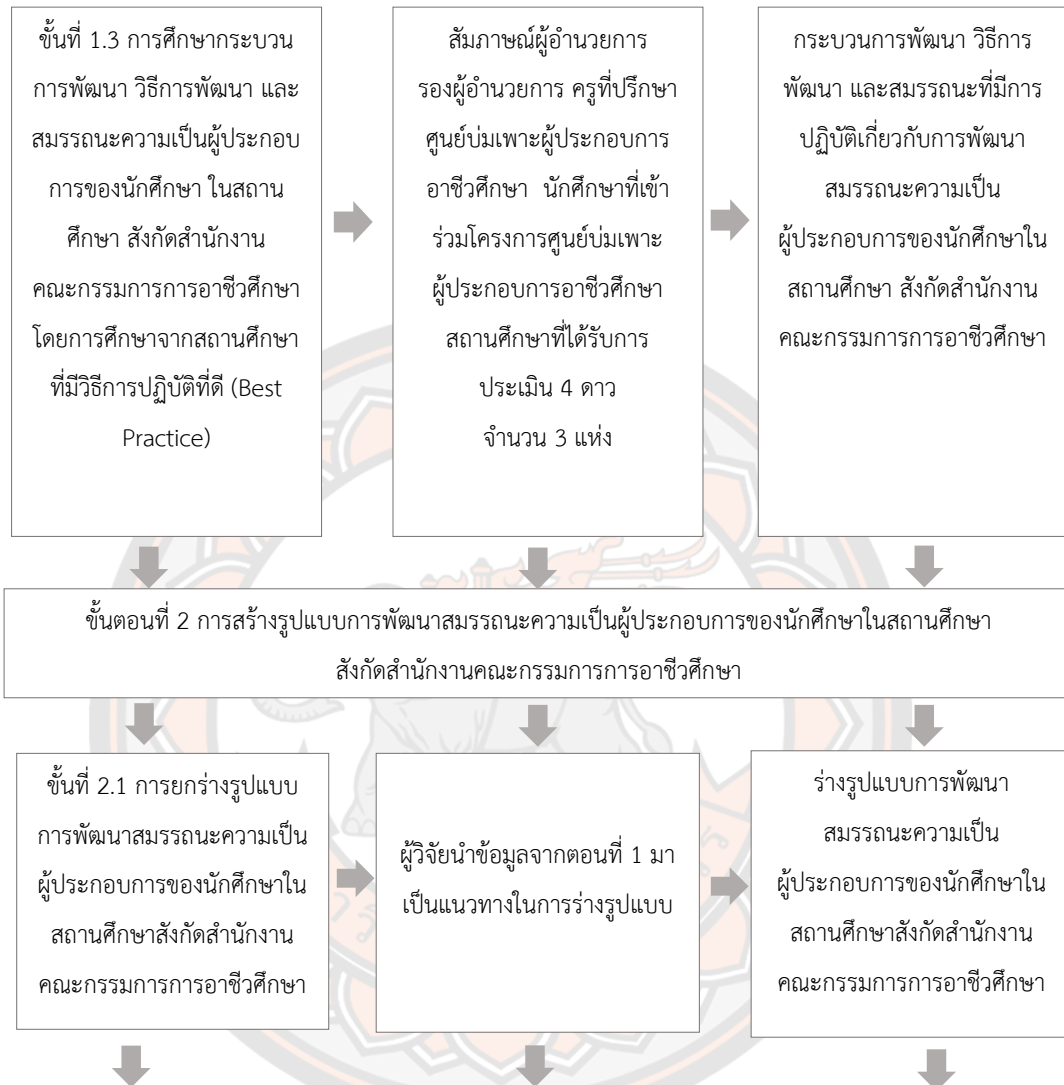 ขั้นที่ 1.3 การศึกษากระบวน
การพัฒนา วิธีการพัฒนา และ
สมรรถนะความเป็นผู้ประกอบ
การของนักศึกษา ในสถาน
ศึกษา สังกัดสำนักงาน
คณะกรรมการการอาชีวศึกษา
โดยการศึกษาจากสถานศึกษา
ที่มีวิธีการปฏิบัติที่ดี (Best
Practice)
สัมภาษณ์ผู้อำนวยการ
รองผู้อำนวยการ ครูที่ปรึกษา
ศูนย์บ่มเพาะผู้ประกอบการ
อาชีวศึกษา นักศึกษาที่เข้า
ร่วมโครงการศูนย์บ่มเพาะ
ผู้ประกอบการอาชีวศึกษา
สถานศึกษาที่ได้รับการ
ประเมิน 4 ดาว
จำนวน 3 แห่ง
กระบวนการพัฒนา วิธีการ
พัฒนา และสมรรถนะที่มีการ
ปฏิบัติเกี่ยวกับการพัฒนา
สมรรถนะความเป็น
ผู้ประกอบการของนักศึกษาใน
สถานศึกษา สังกัดสำนักงาน
คณะกรรมการการอาชีวศึกษา
ขั้นตอนที่ 2 การสร้างรูปแบบการพัฒนาสมรรถนะความเป็นผู้ประกอบการของนักศึกษาในสถานศึกษา
สังกัดสำนักงานคณะกรรมการการอาชีวศึกษา
ขั้นที่ 2.1 การยกร่างรูปแบบ
การพัฒนาสมรรถนะความเป็น
ผู้ประกอบการของนักศึกษาใน
สถานศึกษาสังกัดสำนักงาน
คณะกรรมการการอาชีวศึกษา
ผู้วิจัยนำข้อมูลจากตอนที่ 1 มา
เป็นแนวทางในการร่างรูปแบบ
ร่างรูปแบบการพัฒนา
สมรรถนะความเป็น
ผู้ประกอบการของนักศึกษาใน
สถานศึกษาสังกัดสำนักงาน
คณะกรรมการการอาชีวศึกษา